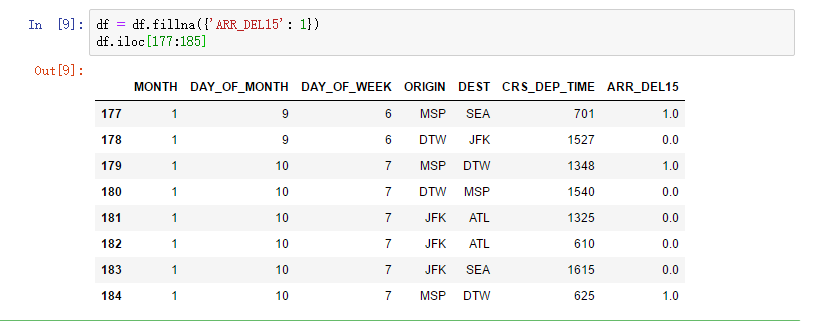 In [9]: df = df.fillna({'ARR_DEL15': 1})
df.iloc[177:185]
Out[9]:
MONTH DAY_OF_MONTH DAY_OF_WEEK ORIGIN DEST CRS_DEP_TIME ARR_DEL15
177 1 9 6 MSP SEA 701 1.0
178 1 9 6 DTW JFK 1527 0.0
179 1 10 7 MSP DTW 1348 1.0
180 1 10 7 DTW MSP 1540 0.0
181 1 10 7 JFK ATL 1325 0.0
182 1 10 7 JFK ATL 610 0.0
183 1 10 7 JFK SEA 1615 0.0
184 1 10 7 MSP DTW 625 1.0